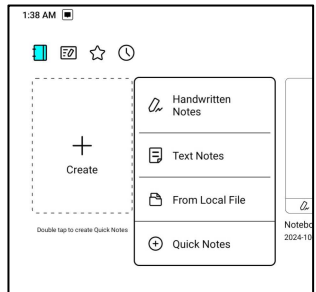 1:38 AM
Handwritten
Notes
Text Notes
Create
From Local File
Double tap to create Quick Notes
Quick Notes
Notebo
2024-10